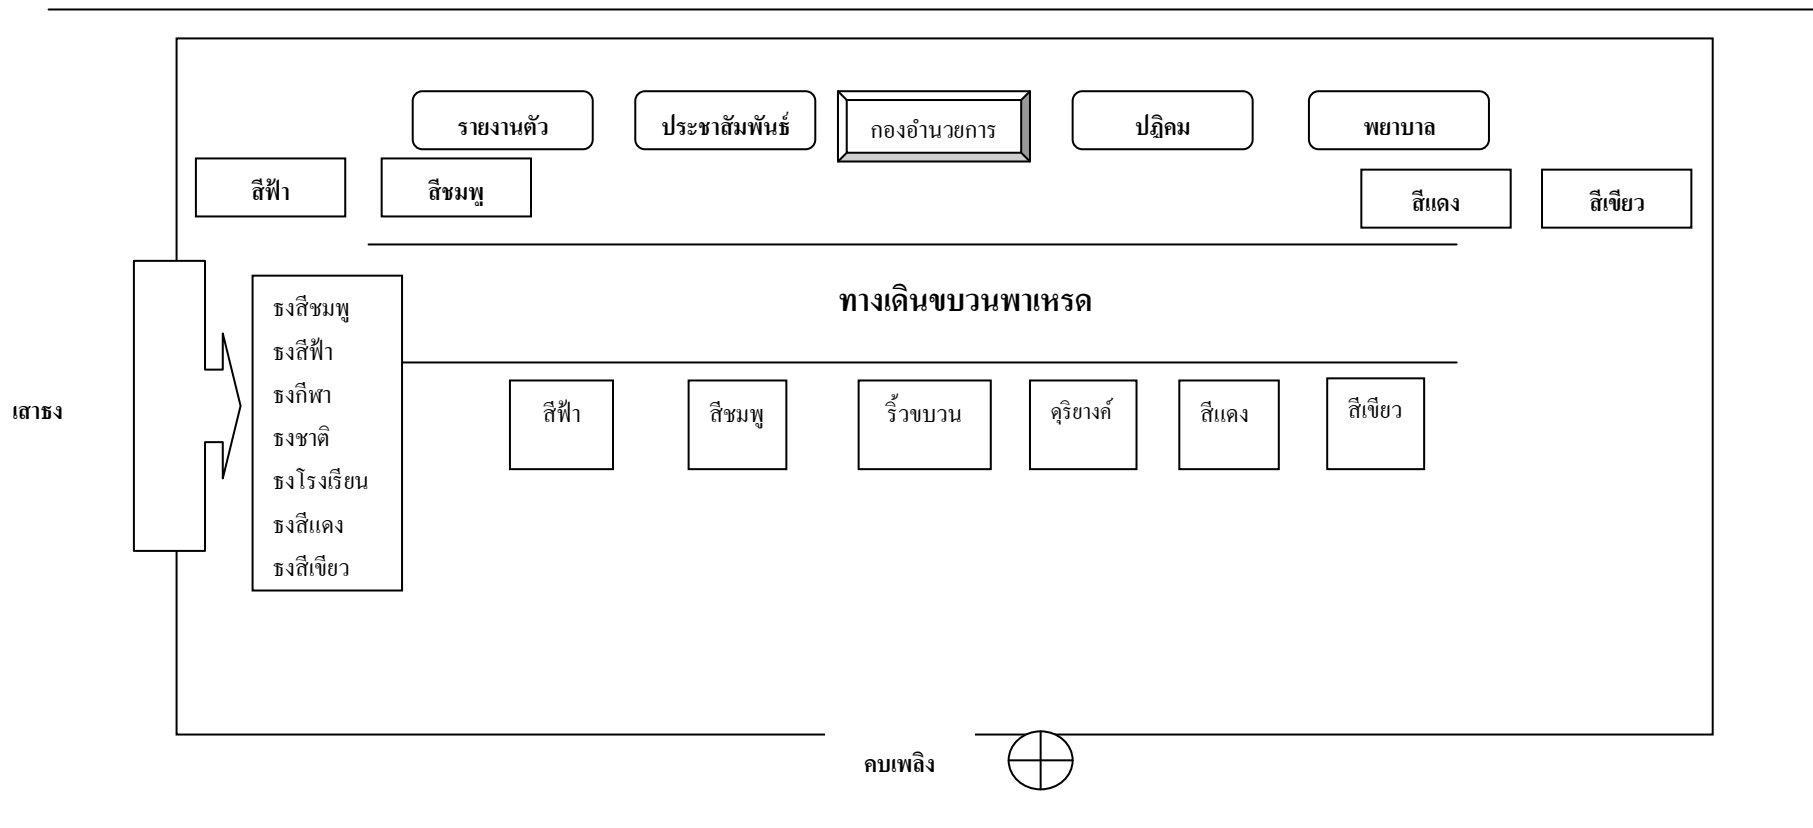 รายงานตัว
ประชาสัมพันธ์
กองอำนวยการ
ปฏิคม
พยาบาล
สีฟ้า
สีชมพู
สีแดง
สีเขียว
ทางเดินขบวนพาเหรด
เสาธง
ธงสีชมพู
ธงสีฟ้า
ธงกีฬา
ธงชาติ
ธงโรงเรียน
ธงสีแดง
ธงสีเขียว
สีฟ้า
สีชมพู
ริ้วขบวน
ดุริยางค์
สีแดง
สีเขียว
คบเพลิง